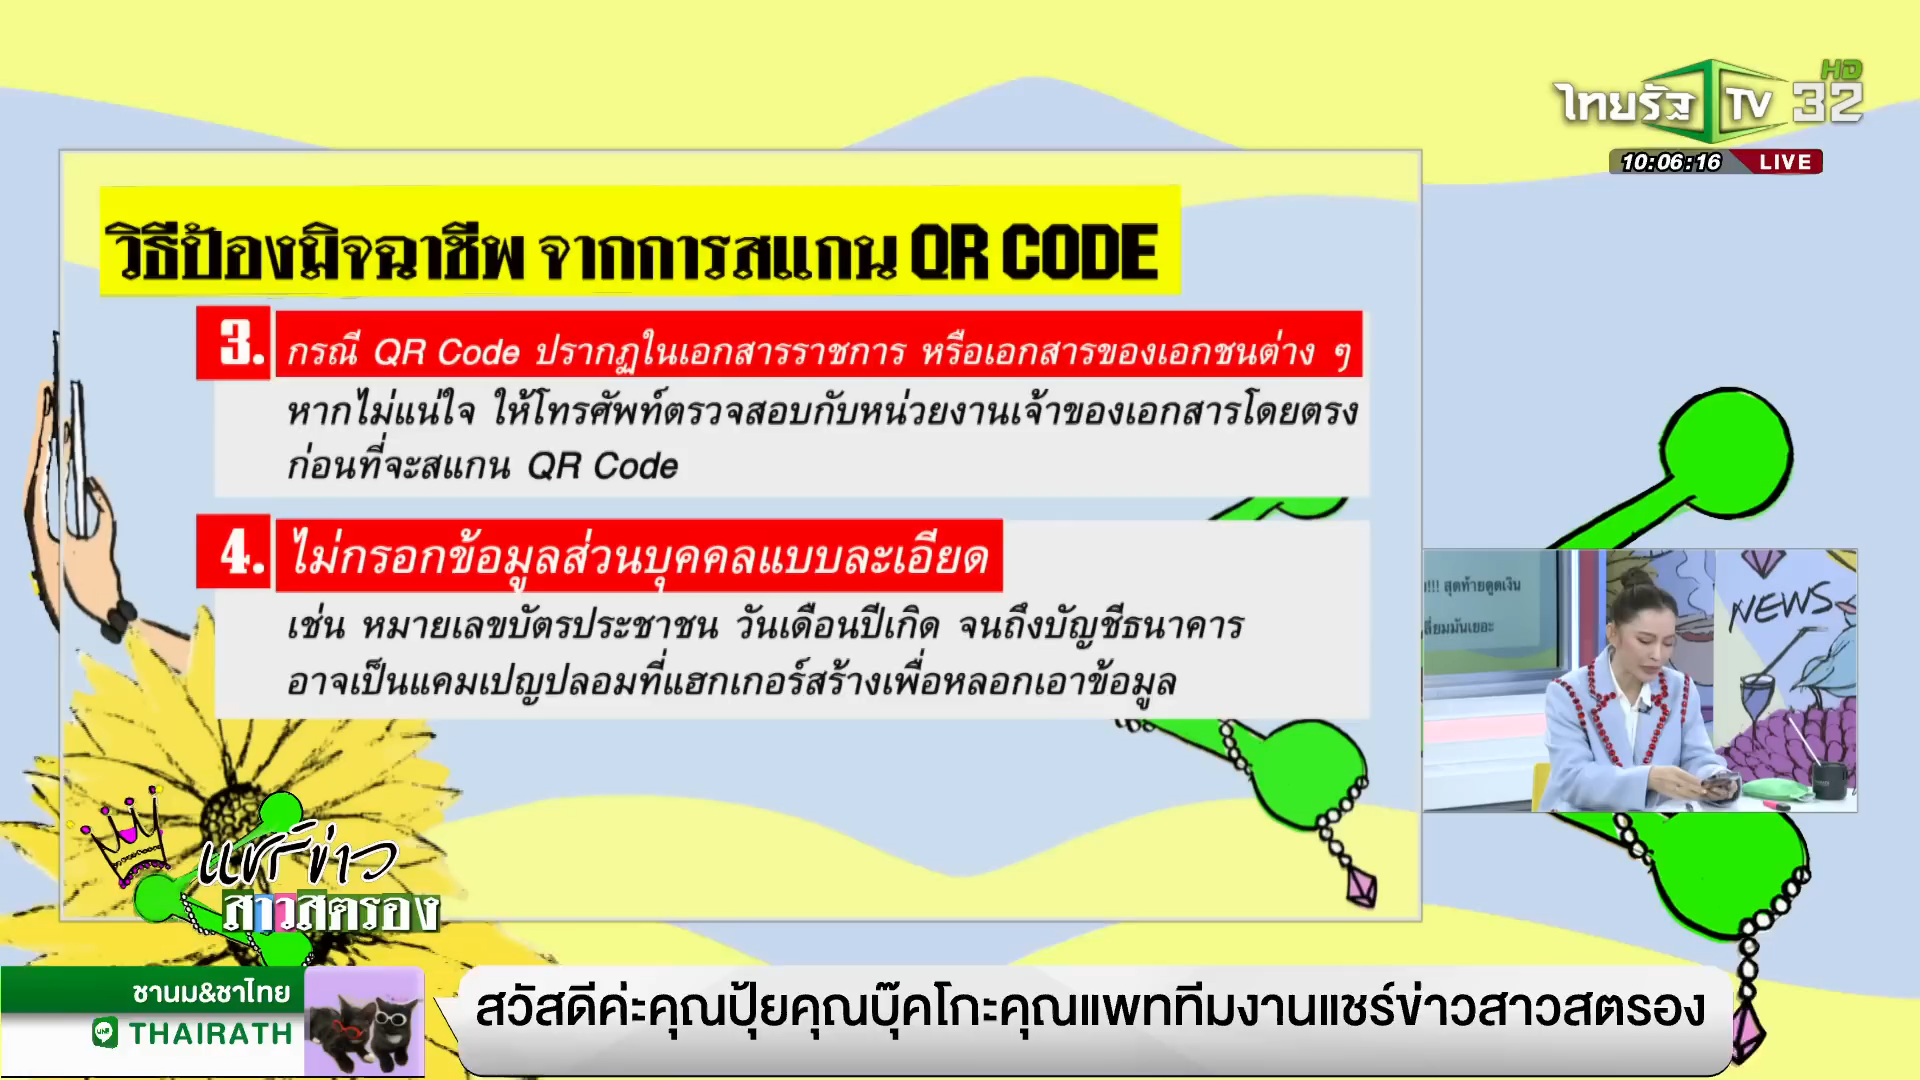 ไทยรัฐ TV HD 32
10:06:16 LIVE
วิธีป้องมิจฉาชีพ จากการสแกน QR CODE
3. กรณี QR Code ปรากฏในเอกสารราชการ หรือเอกสารของเอกชนต่าง ๆ
หากไม่แน่ใจ ให้โทรศัพท์ตรวจสอบกับหน่วยงานเจ้าของเอกสารโดยตรง
ก่อนที่จะสแกน QR Code
4. ไม่กรอกข้อมูลส่วนบุคคลแบบละเอียด
เช่น หมายเลขบัตรประชาชน วันเดือนปีเกิด จนถึงบัญชีธนาคาร
อาจเป็นแคมเปญปลอมที่แฮกเกอร์สร้างเพื่อหลอกเอาข้อมูล
!!! สุดท้ายดูดเงิน
NEWS
แชร์ข่าว
สาวสตรอง
ชานม&ชาไทย
LINE THAIRATH
สวัสดีค่ะคุณปุ้ยคุณบุ๊คโกะคุณแพททีมงานแชร์ข่าวสาวสตรอง